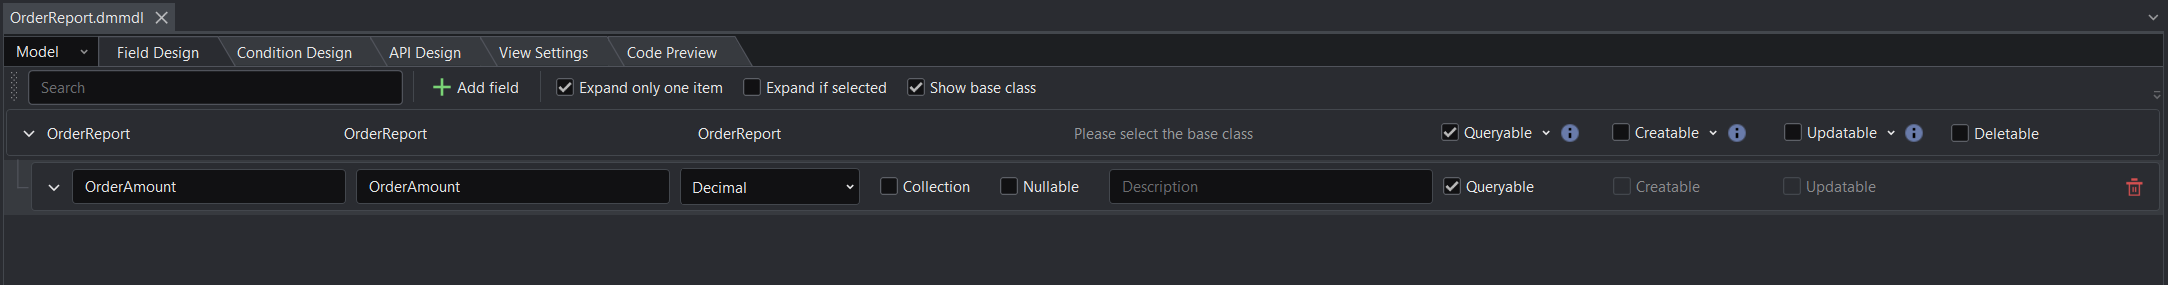 OrderReport.dmmdl
Model Field Design Condition Design API Design View Settings Code Preview
Search Add field Expand only one item Expand if selected Show base class
OrderReport OrderReport OrderReport Please select the base class Queryable Creatable Updatable Deletable
OrderAmount OrderAmount Decimal Collection Nullable Description Queryable Creatable Updatable